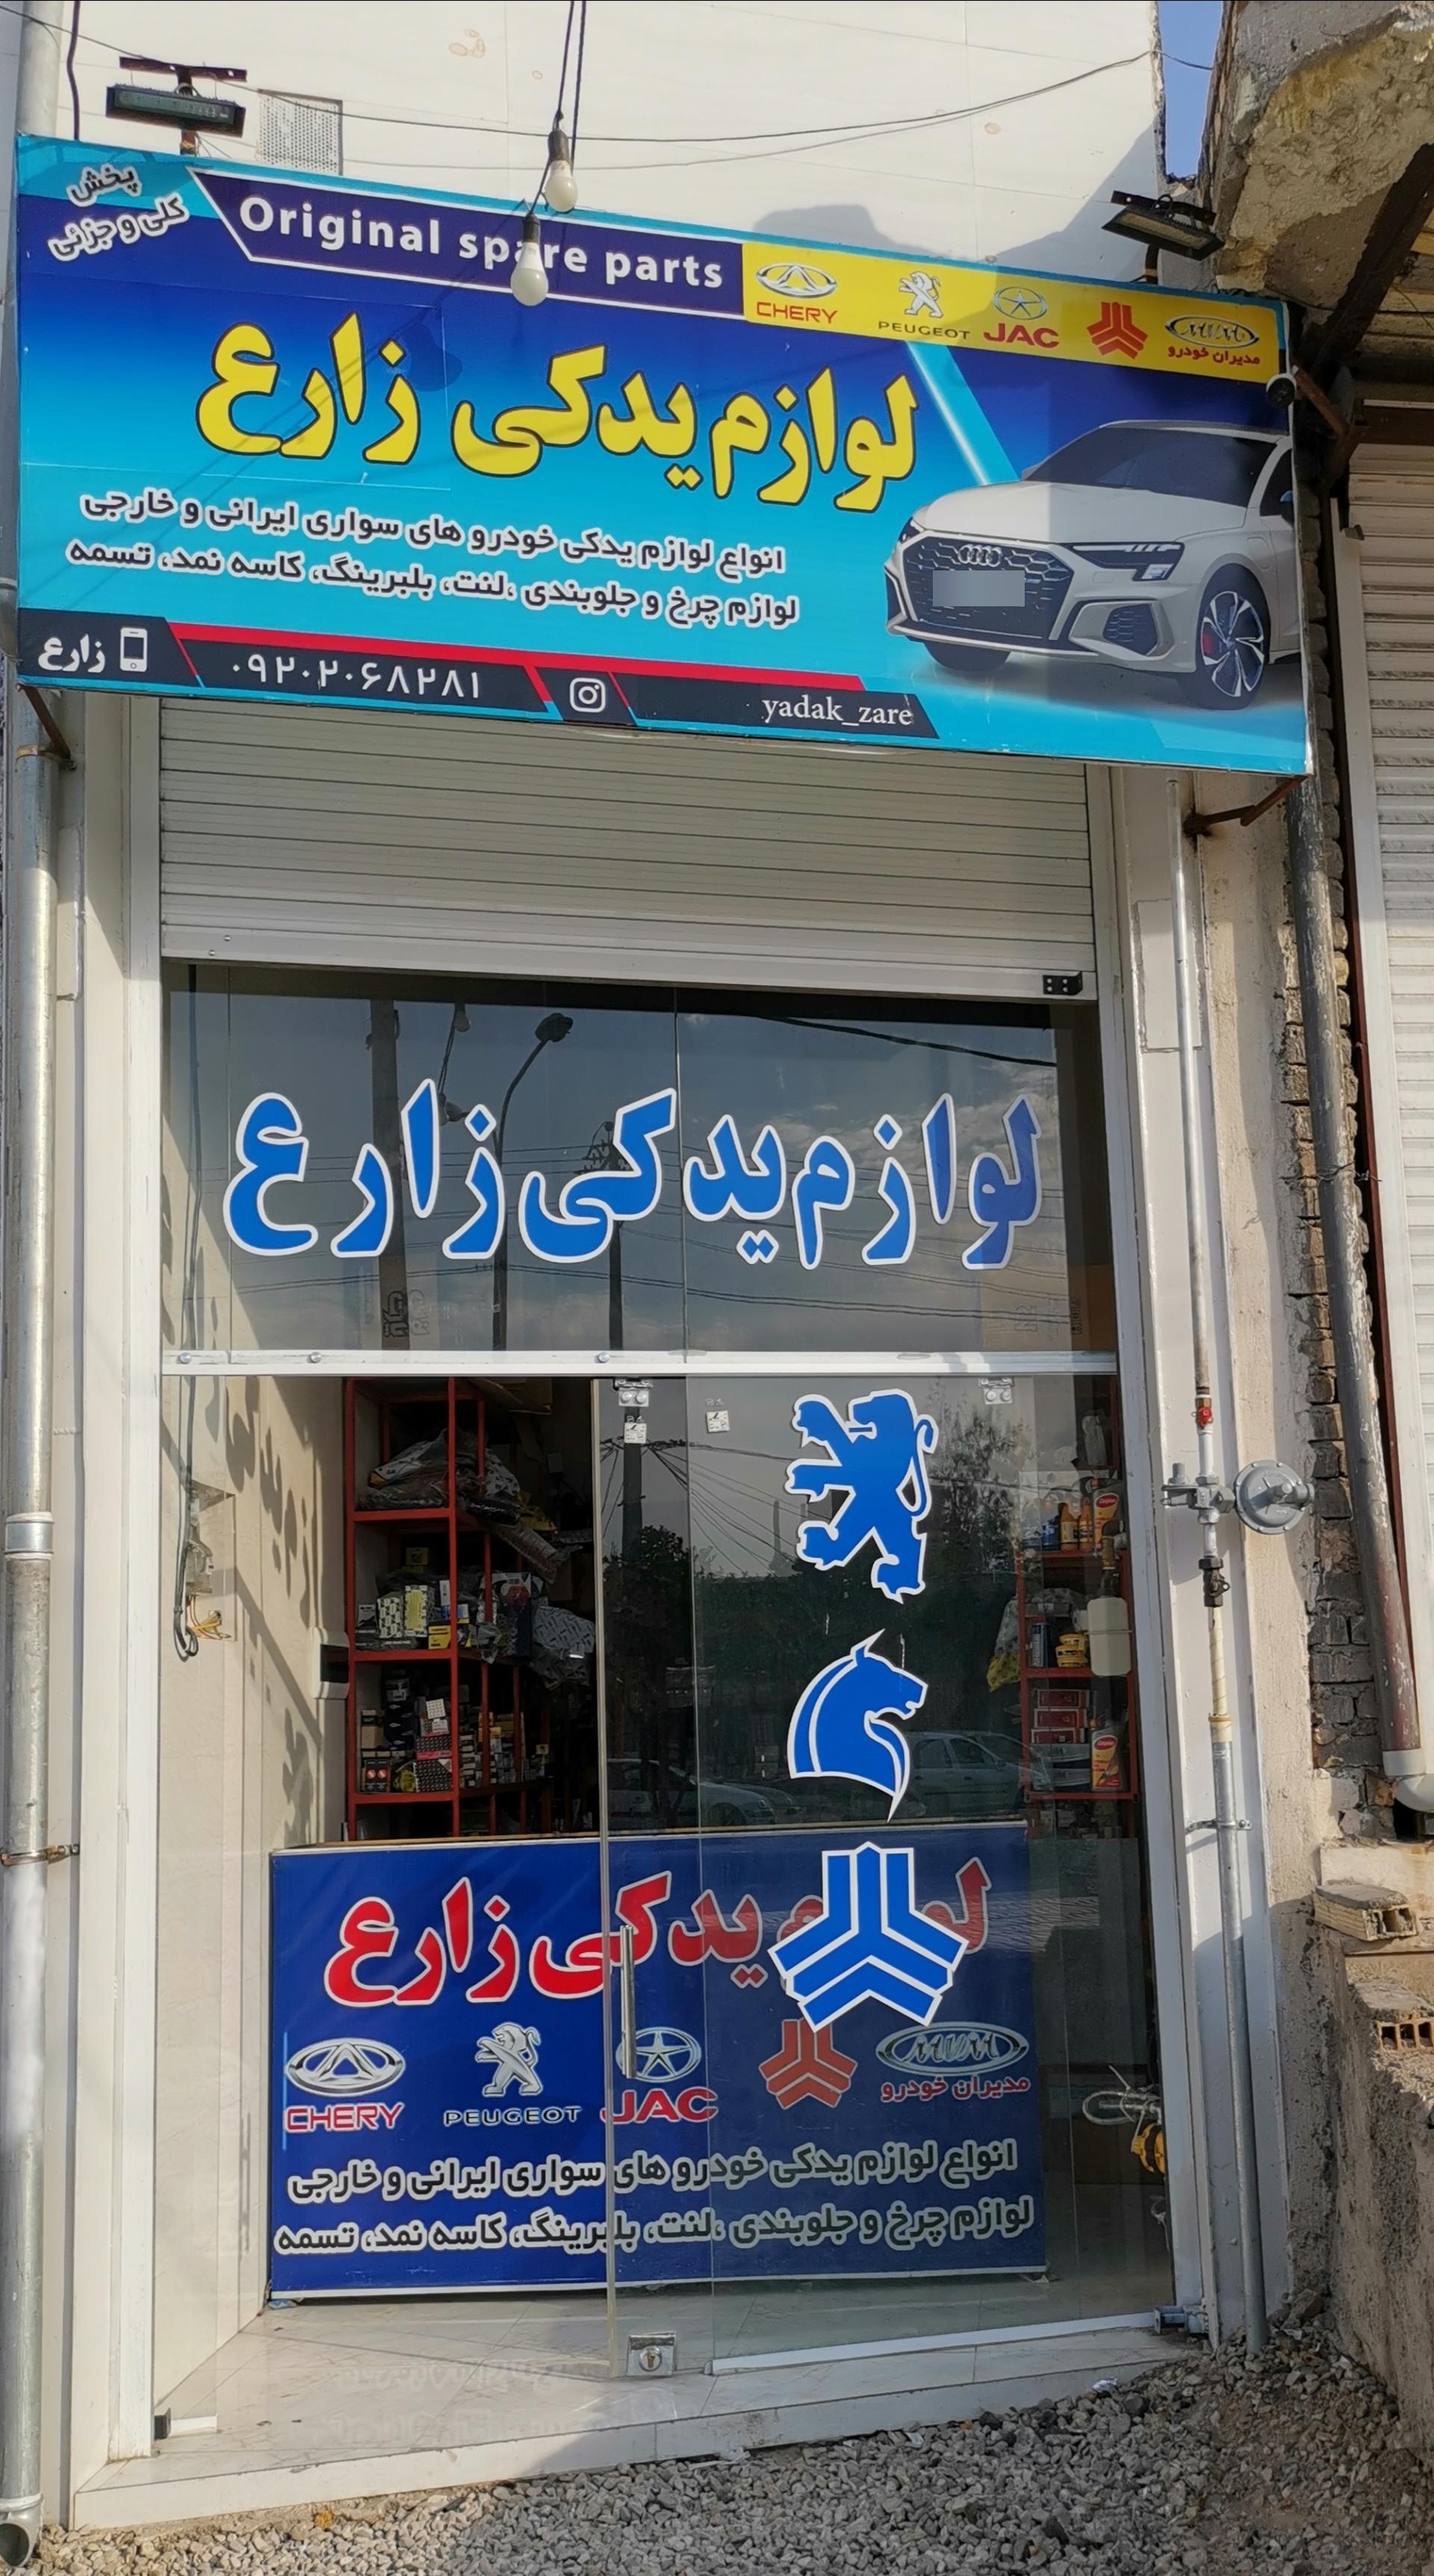 پخش
کلی و جزئی
Original spare parts
CHERY
PEUGEOT
JAC
مدیران خودرو
لوازم یدکی زارع
انواع لوازم یدکی خودرو های سواری ایرانی و خارجی
لوازم چرخ و جلوبندی ،لنت، بلبرینگ، کاسه نمد، تسمه
زارع
۰۹۲۰۲۰۶۸۲۸۱
yadak_zare
لوازم یدکی زارع
لوازم یدکی زارع
CHERY
PEUGEOT
JAC
MVM
مدیران خودرو
انواع لوازم یدکی خودرو های سواری ایرانی و خارجی
لوازم چرخ و جلوبندی ،لنت، بلبرینگ، کاسه نمد، تسمه